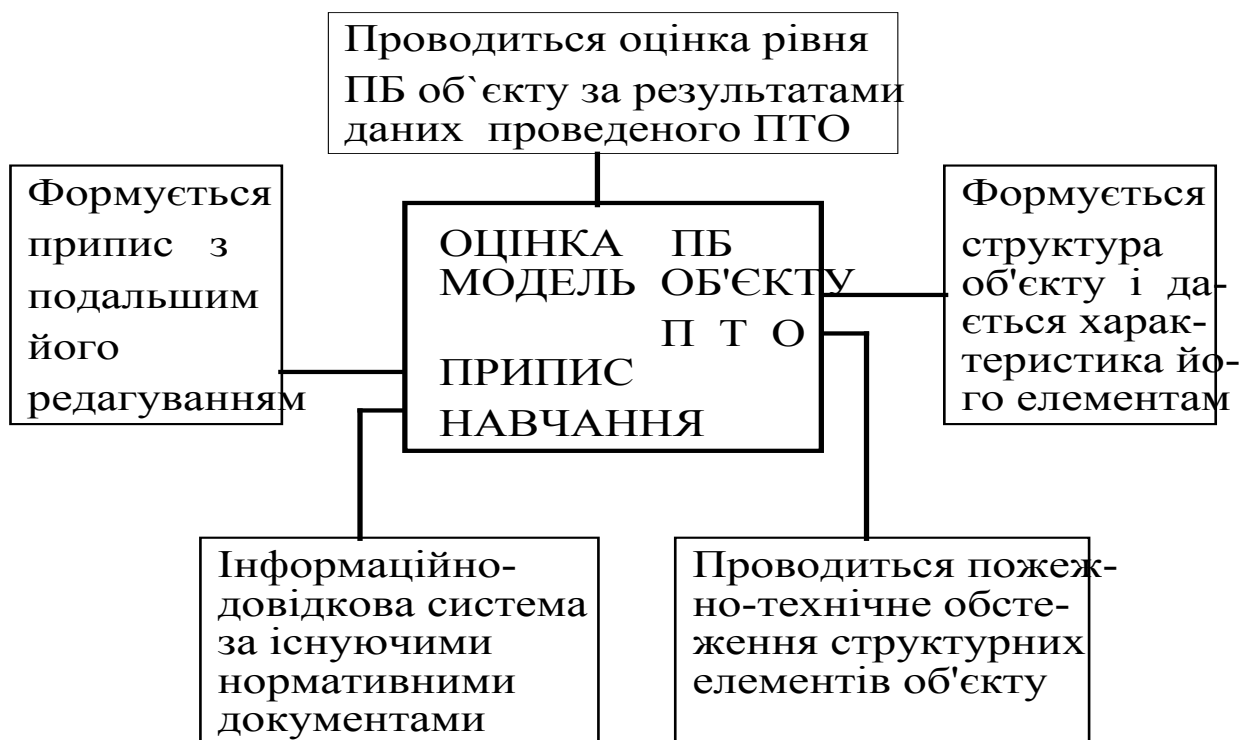 Проводиться оцінка рівня
ПБ об`єкту за результатами
даних проведеного ПТО
Формується
припис з
подальшим
його
редагуванням
ОЦІНКА ПБ
МОДЕЛЬ ОБ'ЄКТУ
П Т О
ПРИПИС
НАВЧАННЯ
Формується
структура
об'єкту і да-
ється харак-
теристика йо-
го елементам
Інформаційно-
довідкова система
за існуючими
нормативними
документами
Проводиться пожеж-
но-технічне обсте-
ження структурних
елементів об'єкту